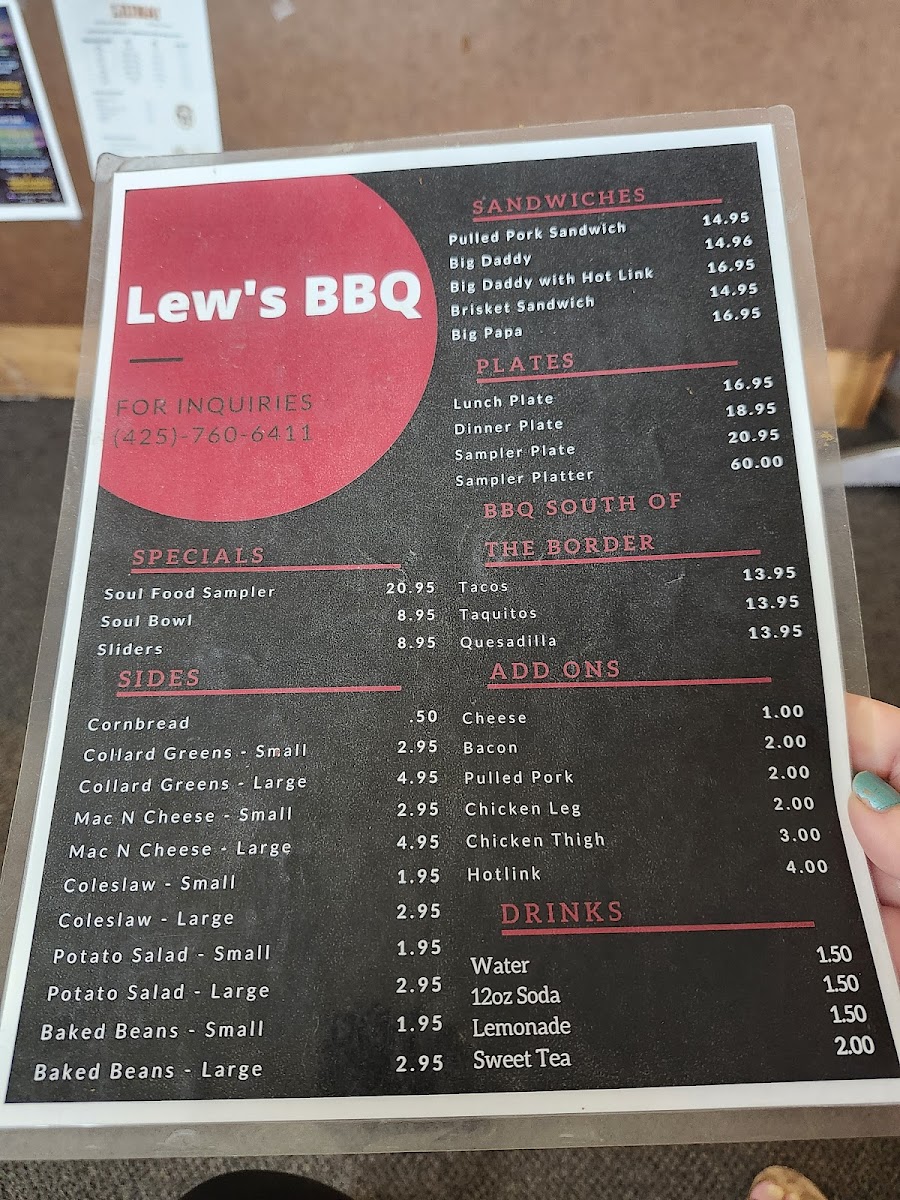 Lew's BBQ
FOR INQUIRIES
(425)-760-6411
SPECIALS
Soul Food Sampler 20.95
Soul Bowl 8.95
Sliders 8.95
SIDES
Cornbread .50
Collard Greens - Small 2.95
Collard Greens - Large 4.95
Mac N Cheese - Small 2.95
Mac N Cheese - Large 4.95
Coleslaw - Small 1.95
Coleslaw - Large 2.95
Potato Salad - Small 1.95
Potato Salad - Large 2.95
Baked Beans - Small 1.95
Baked Beans - Large 2.95
SANDWICHES
Pulled Pork Sandwich 14.95
Big Daddy 14.96
Big Daddy with Hot Link 16.95
Brisket Sandwich 14.95
Big Papa 16.95
PLATES
Lunch Plate 16.95
Dinner Plate 18.95
Sampler Plate 20.95
Sampler Platter 60.00
BBQ SOUTH OF
THE BORDER
Tacos 13.95
Taquitos 13.95
Quesadilla 13.95
ADD ONS
Cheese 1.00
Bacon 2.00
Pulled Pork 2.00
Chicken Leg 2.00
Chicken Thigh 3.00
Hotlink 4.00
DRINKS
Water 1.50
12oz Soda 1.50
Lemonade 1.50
Sweet Tea 2.00